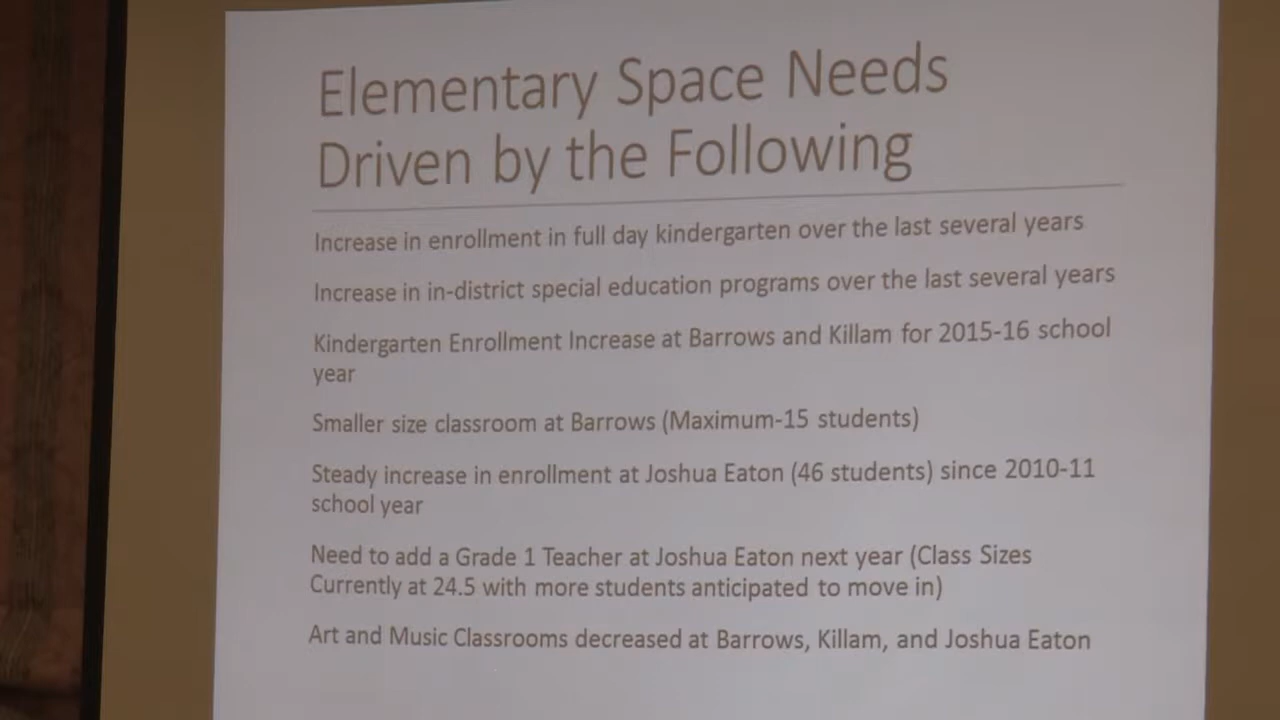 Elementary Space Needs
Driven by the Following
Increase in enrollment in full day kindergarten over the last several years
Increase in in-district special education programs over the last several years
Kindergarten Enrollment Increase at Barrows and Killam for 2015-16 school
year
Smaller size classroom at Barrows (Maximum-15 students)
Steady increase in enrollment at Joshua Eaton (46 students) since 2010-11
school year
Need to add a Grade 1 Teacher at Joshua Eaton next year (Class Sizes
Currently at 24.5 with more students anticipated to move in)
Art and Music Classrooms decreased at Barrows, Killam, and Joshua Eaton